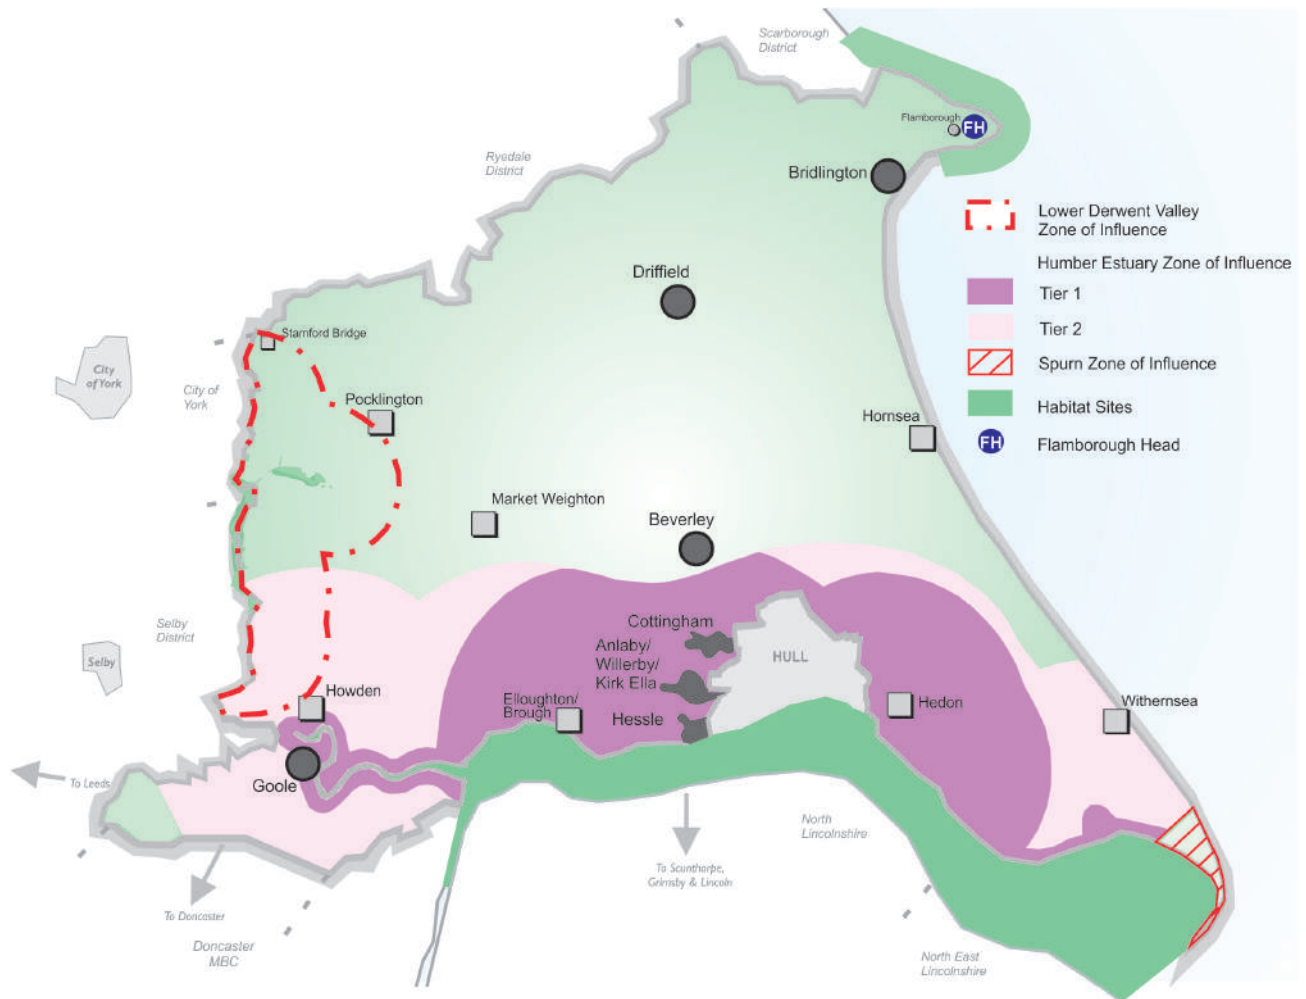 Scarborough
District
Flamborough
FH
Ryedale
District
Bridlington
Lower Derwent Valley
Zone of Influence
Humber Estuary Zone of Influence
Tier 1
Tier 2
Spurn Zone of Influence
Habitat Sites
FH
Flamborough Head
Driffield
Stamford Bridge
City
of York
City of
York
Pocklington
Hornsea
Market Weighton
Beverley
Selby
District
Selby
Cottingham
Anlaby/
Willerby/
Kirk Ella
HULL
Howden
Elloughton/
Brough
Hessle
Hedon
Withernsea
To Leeds
Goole
North
Lincolnshire
To Scunthorpe,
Grimsby & Lincoln
To Doncaster
Doncaster
MBC
North East
Lincolnshire